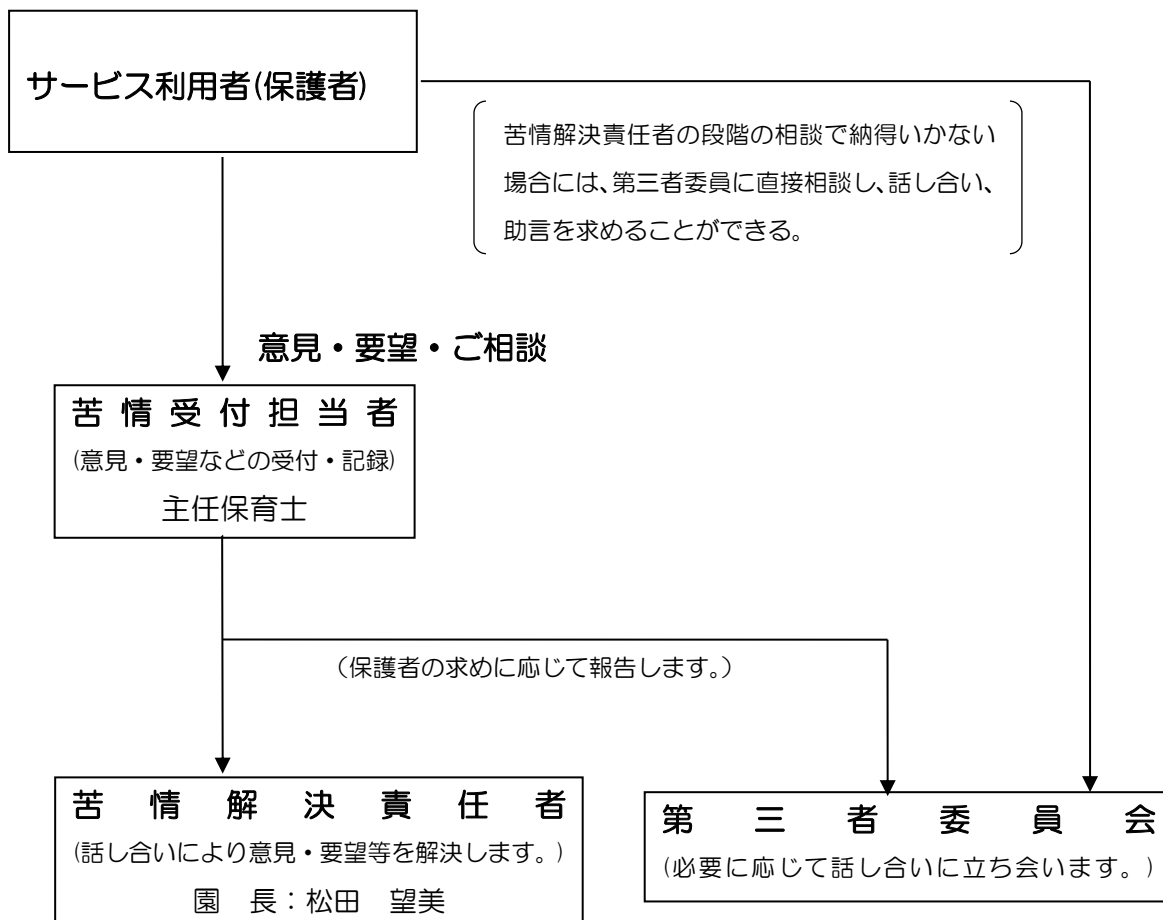 サービス利用者(保護者)
苦情解決責任者の段階の相談で納得いかない
場合には、第三者委員に直接相談し、話し合い、
助言を求めることができる。
意見・要望・ご相談
苦情受付担当者
(意見・要望などの受付・記録)
主任保育士
(保護者の求めに応じて報告します。)
苦情解決責任者
(話し合いにより意見・要望等を解決します。)
園　長：松田　望美
第三者委員会
(必要に応じて話し合いに立ち会います。)